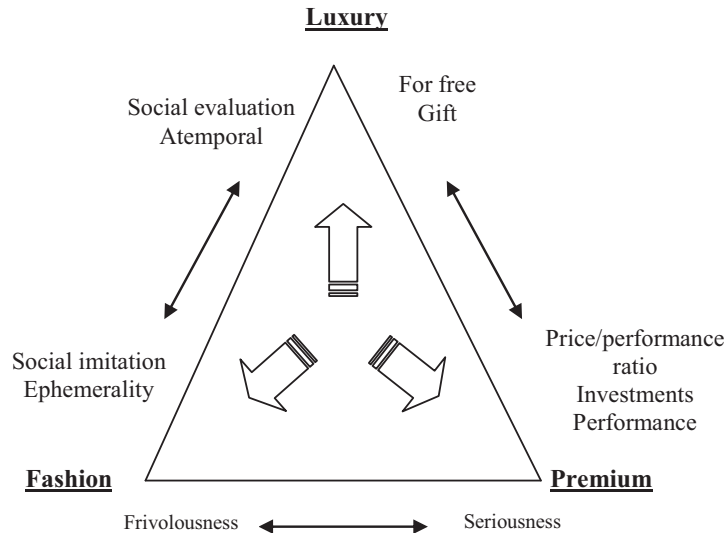 Luxury
Social evaluation
Atemporal
For free
Gift
Social imitation
Ephemerality
Price/performance
ratio
Investments
Performance
Fashion
Premium
Frivolousness
Seriousness